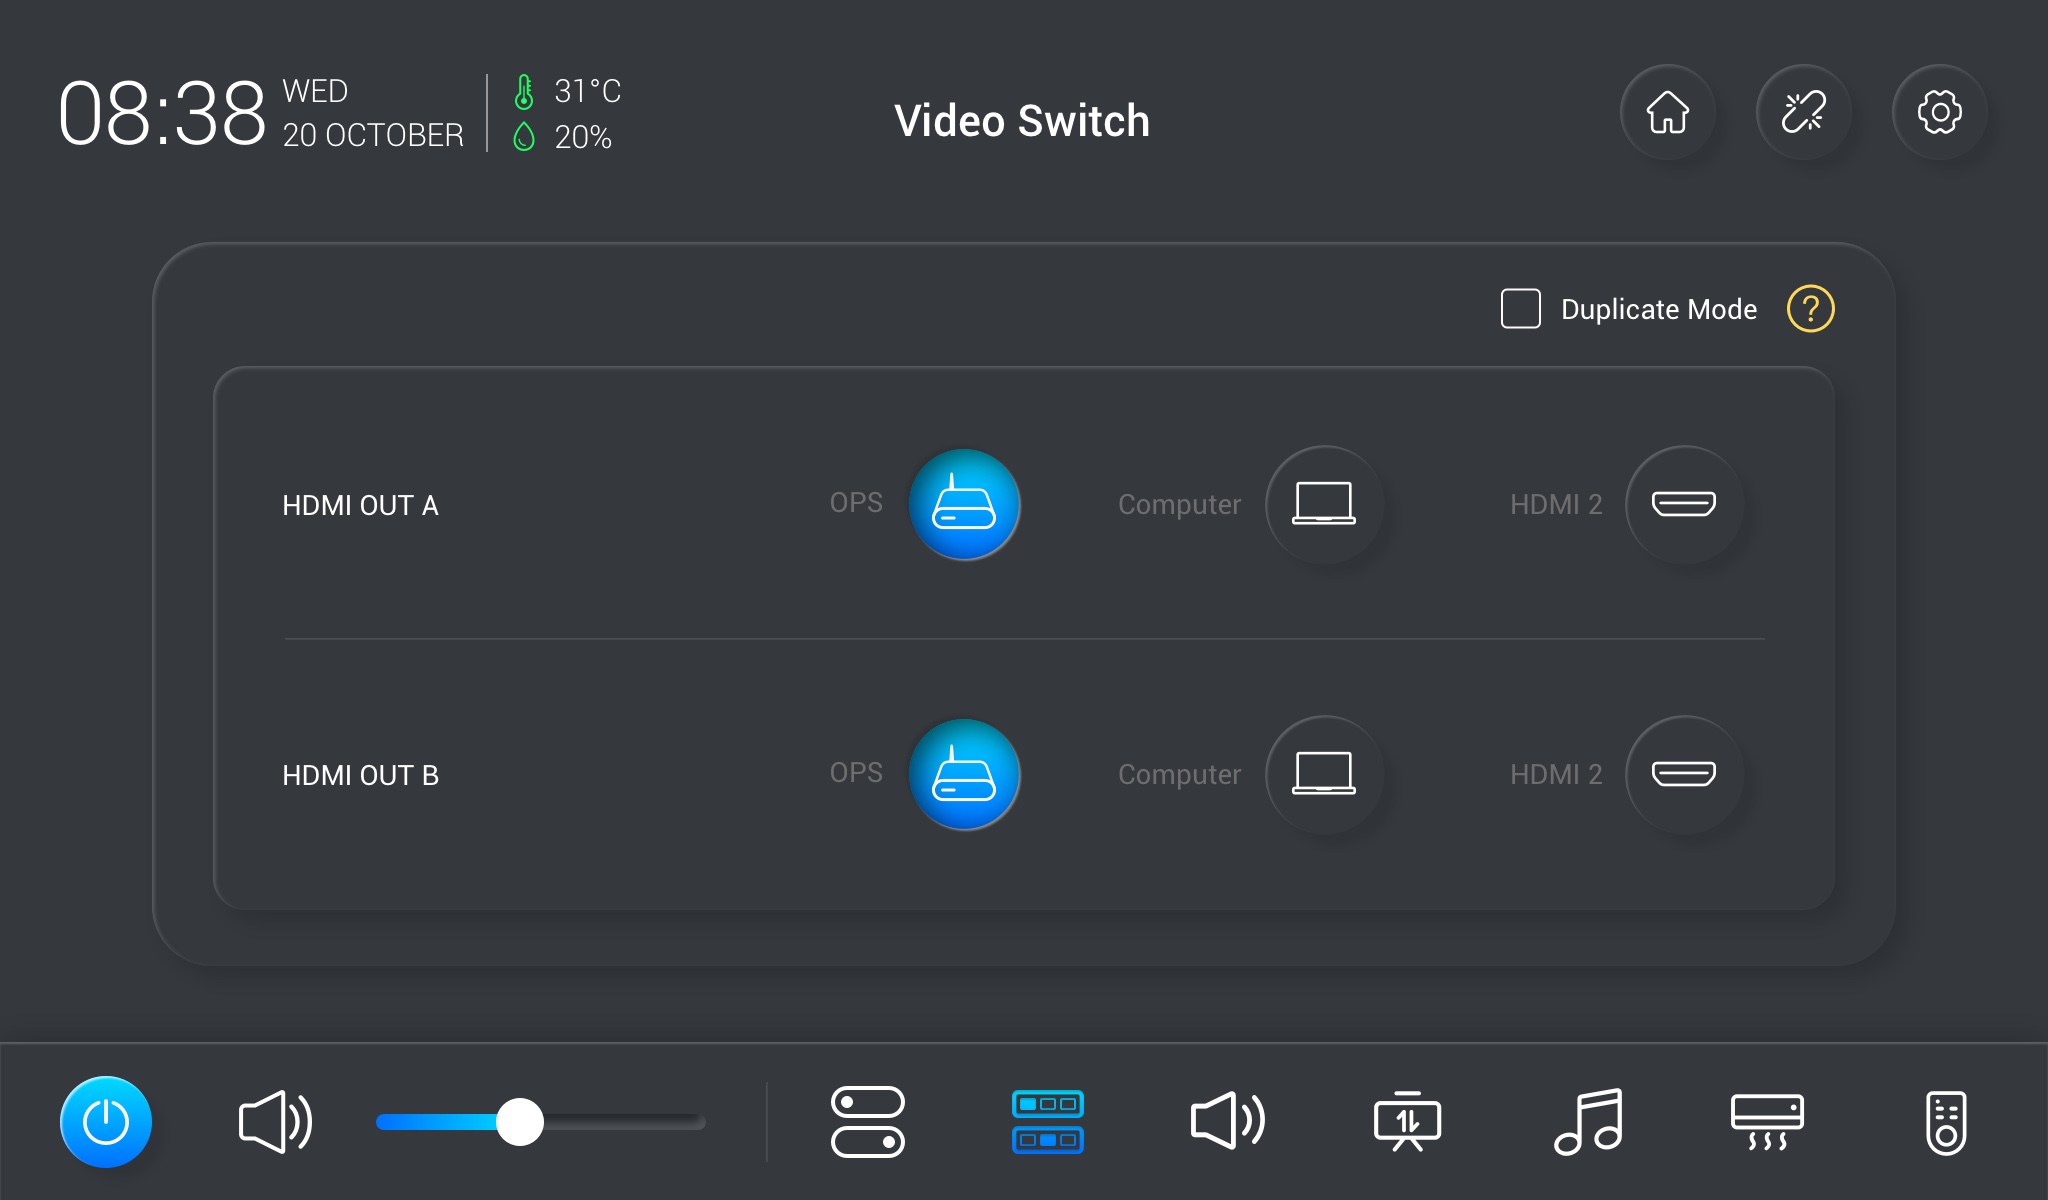 08:38
WED
20 OCTOBER
31°C
20%
Video Switch
Duplicate Mode
?
HDMI OUT A
OPS
Computer
HDMI 2
HDMI OUT B
OPS
Computer
HDMI 2